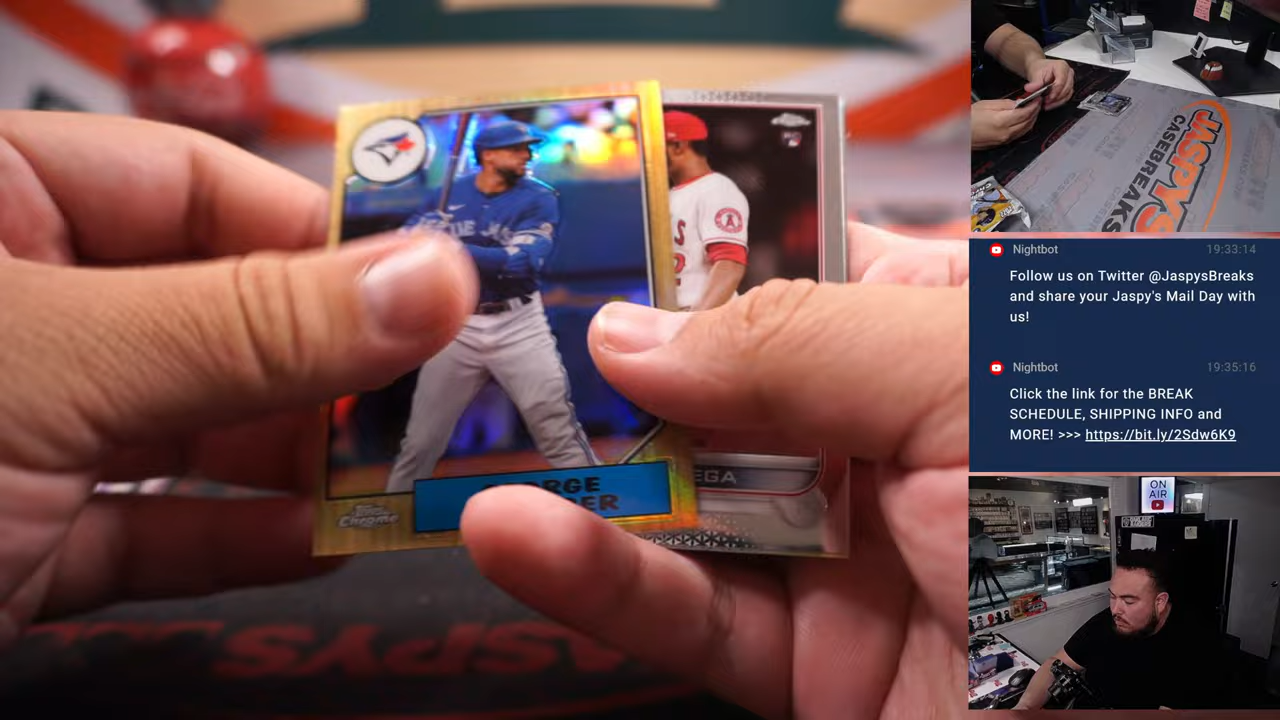 GEORGE
Topps
Chrome
EGA
JASPYS
JASPYS
CASEBREAKS
Nightbot
19:33:14
Follow us on Twitter @JaspysBreaks
and share your Jaspy's Mail Day with
us!
Nightbot
19:35:16
Click the link for the BREAK
SCHEDULE, SHIPPING INFO and
MORE! >>> https://bit.ly/2Sdw6K9
ON
AIR